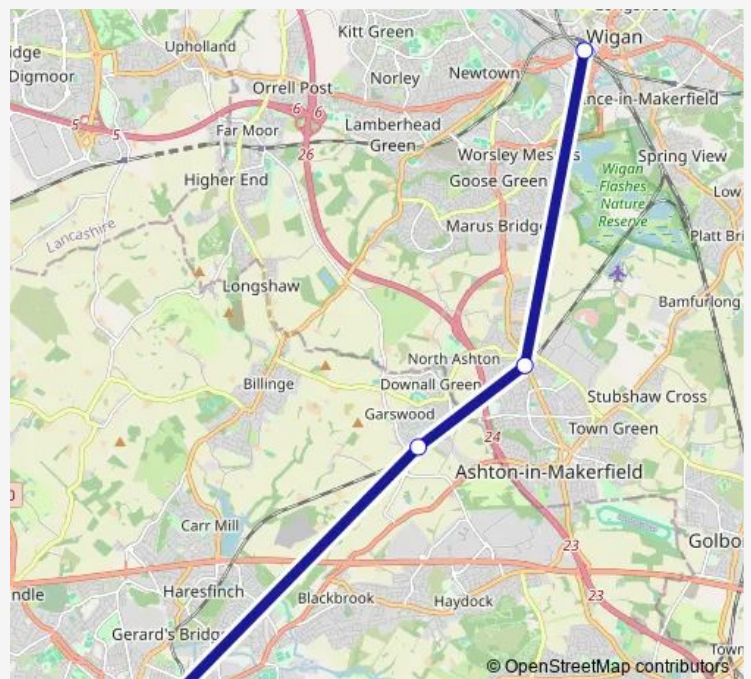 Wigan
Kitt Green
Upholland
Digmoor
Norley
Newtown
Orrell Post
nce-in-Makerfield
6
6
5
5
Far Moor
Lamberhead
Green
26
Worsley Mes
s
Spring View
Higher End
Goose Green
Wigan
Flashes
Nature
Reserve
Low
Lancashire
Marus Bridg
Platt Bri
Longshaw
Bamfurlong
North Ashton
Billinge
Downall Green
Stubshaw Cross
Garswood
Town Green
24
Ashton-in-Makerfield
Carr Mill
Golbo
23
ndle
Haresfinch
Blackbrook
Haydock
23
Gerard's Bridg
Town
© OpenStreetMap contributors